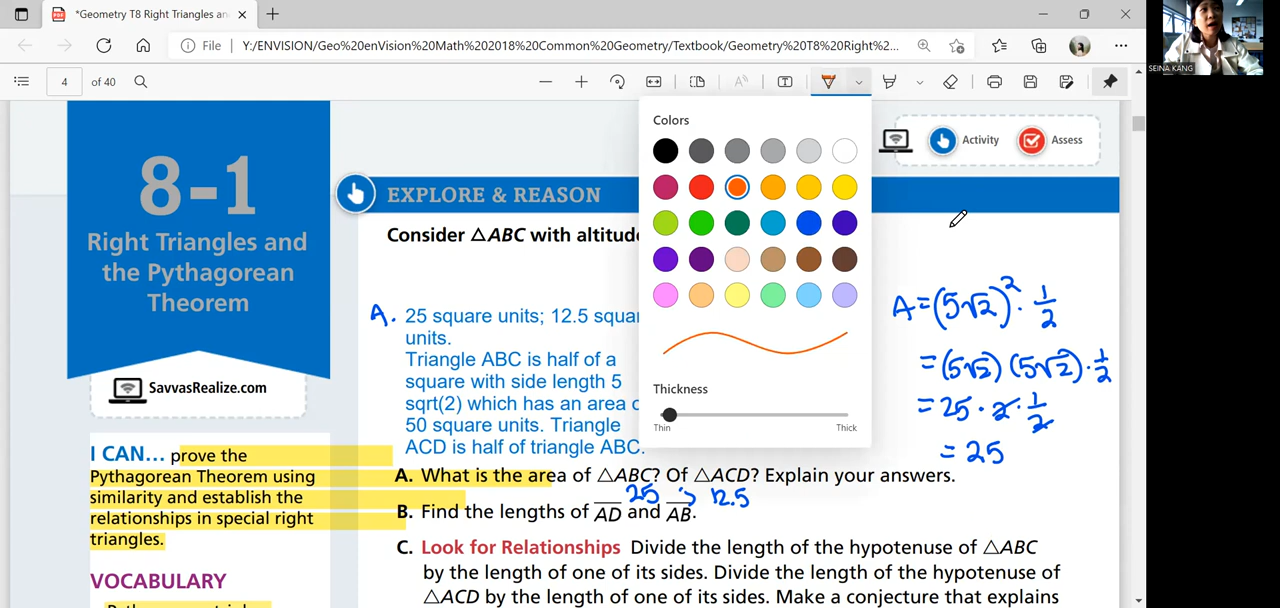 *Geometry T8 Right Triangles an
File
Y:/ENVISION/Geo%20enVision%20Math%202018%20Common%20Geometry/Textbook/Geometry%20T8%20Right%2...
SEINA KANG
4 of 40
Colors
Thickness
Thin
Thick
8-1
Right Triangles and
the Pythagorean
Theorem
SavvasRealize.com
I CAN... prove the
Pythagorean Theorem using
similarity and establish the
relationships in special right
triangles.
VOCABULARY
EXPLORE & REASON
Activity
Assess
Consider △ABC with altitude
A. 25 square units; 12.5 squar
units.
Triangle ABC is half of a
square with side length 5
sqrt(2) which has an area o
50 square units. Triangle
ACD is half of triangle ABC.
A = (5√2)² · 1/2
= (5√2) (5√2) · 1/2
= 25 · 2 · 1/2
= 25
A. What is the area of △ABC? Of △ACD? Explain your answers.
25 ; 12.5
B. Find the lengths of AD and AB.
C. Look for Relationships Divide the length of the hypotenuse of △ABC
by the length of one of its sides. Divide the length of the hypotenuse of
△ACD by the length of one of its sides. Make a conjecture that explains